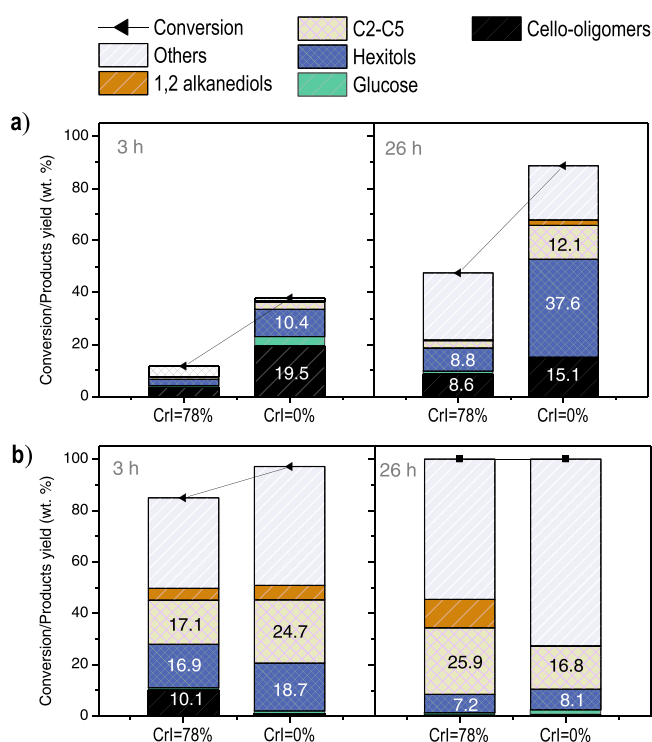 Conversion
C2-C5
Cello-oligomers
Others
Hexitols
1,2 alkanediols
Glucose
a)
Conversion/Products yield (wt. %)
100
80
60
40
20
0
3 h
10.4
19.5
CrI=78%
CrI=0%
26 h
8.8
8.6
12.1
37.6
15.1
CrI=78%
CrI=0%
b)
Conversion/Products yield (wt. %)
100
80
60
40
20
0
3 h
17.1
16.9
10.1
24.7
18.7
CrI=78%
CrI=0%
26 h
25.9
7.2
16.8
8.1
CrI=78%
CrI=0%